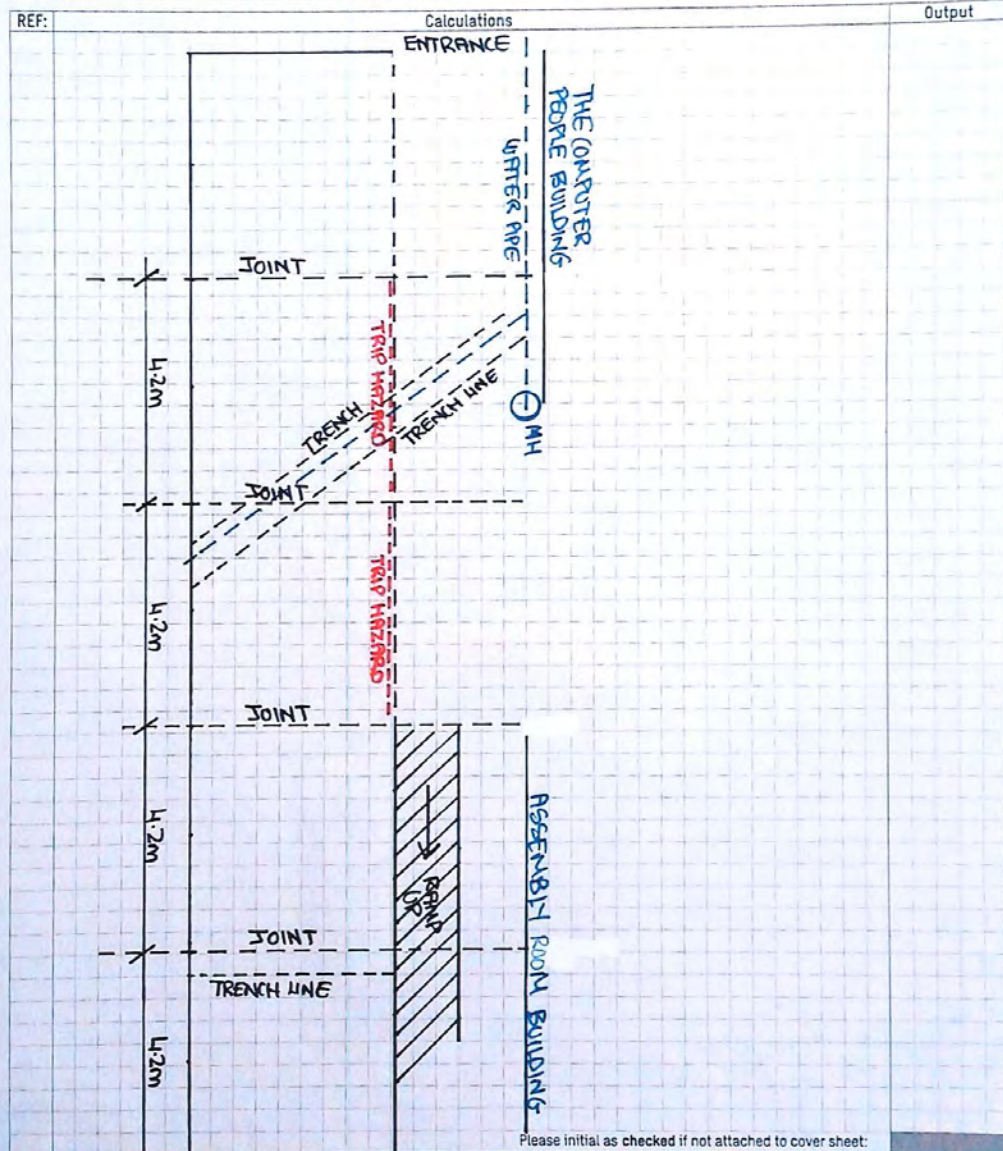 REF:
Calculations
Output
ENTRANCE
THE COMPUTER
PEOPLE BUILDING
WATER PIPE
JOINT
4.2m
TRIP HAZARD
TRENCH
TRENCH LINE
MH
JOINT
4.2m
TRIP HAZARD
JOINT
4.2m
RAMP
UP
ASSEMBLY ROOM BUILDING
JOINT
TRENCH LINE
4.2m
Please initial as checked if not attached to cover sheet: